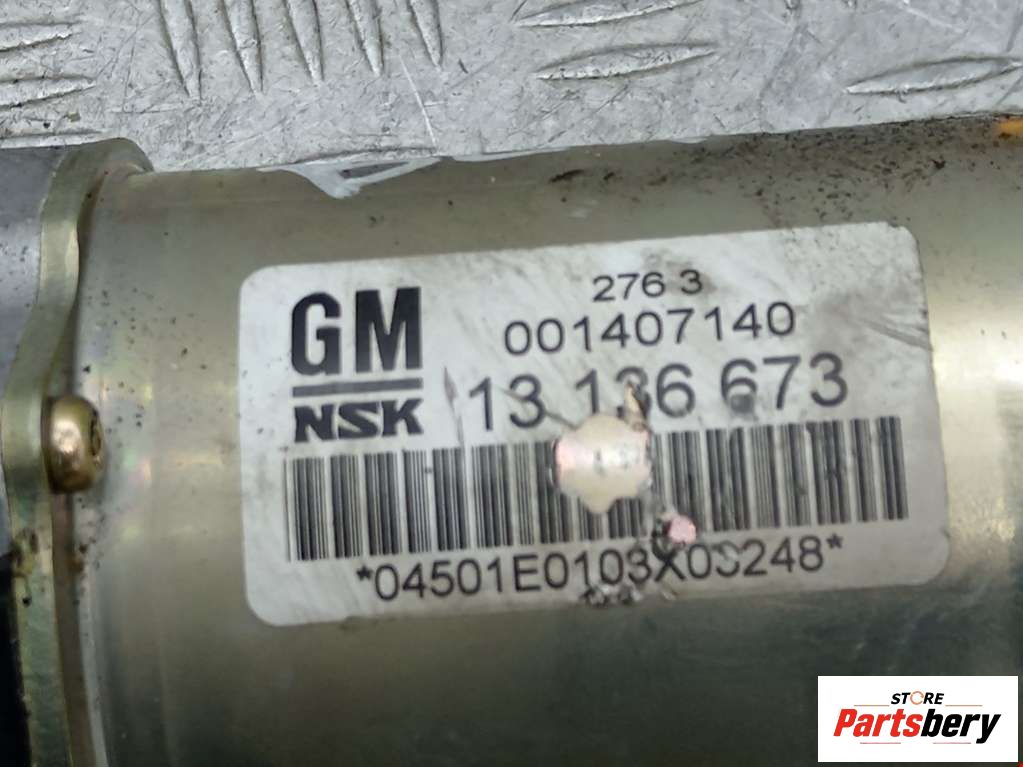 GM
NSK
276 3
001407140
13 136 673
*04501E0103X03248*
STORE
Partsbery